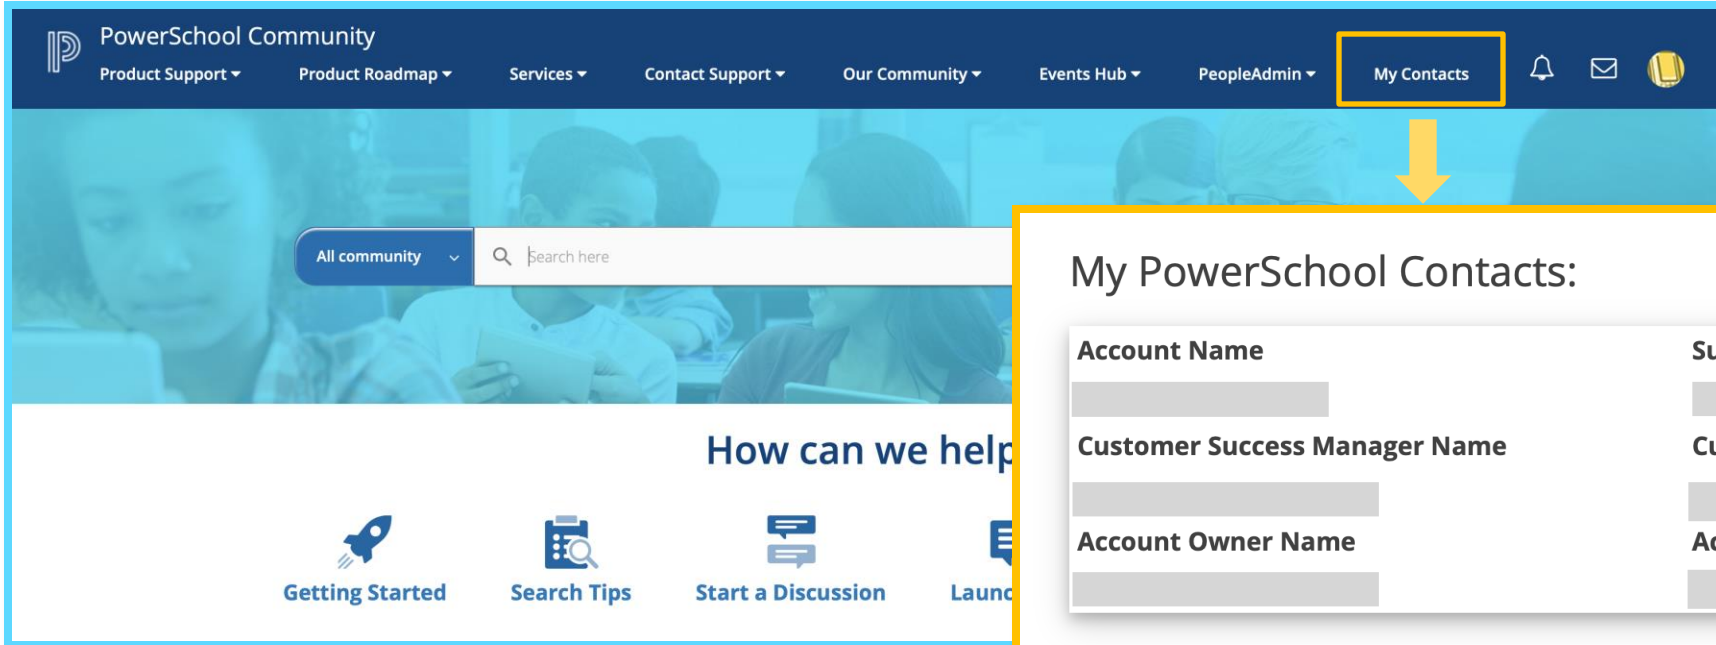 PowerSchool Community
Product Support
Product Roadmap
Services
Contact Support
Our Community
Events Hub
PeopleAdmin
My Contacts
All community
Search here
My PowerSchool Contacts:
Account Name
Customer Success Manager Name
Account Owner Name
How can we help
Getting Started
Search Tips
Start a Discussion